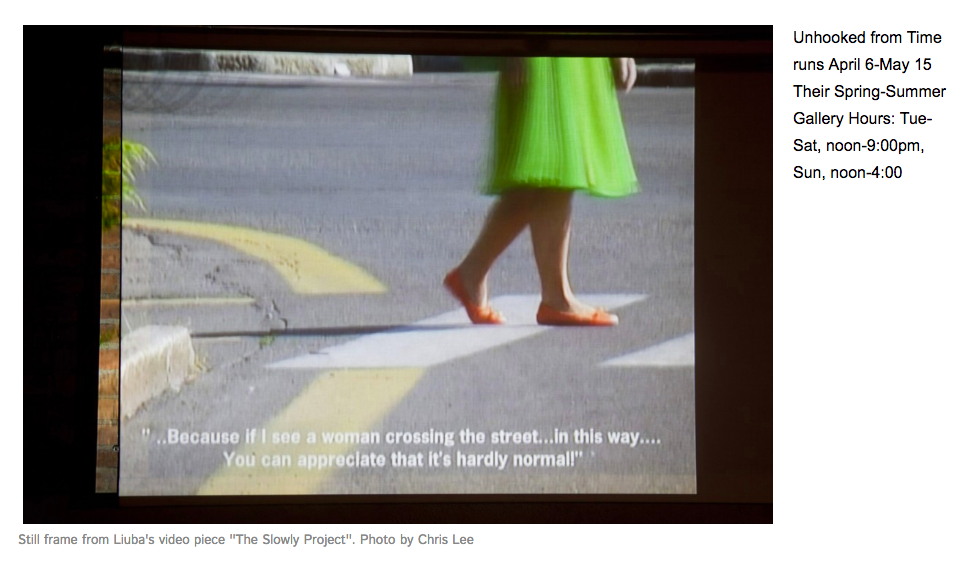 Unhooked from Time
runs April 6-May 15
Their Spring-Summer
Gallery Hours: Tue-
Sat, noon-9:00pm,
Sun, noon-4:00
" ..Because if I see a woman crossing the street...in this way....
You can appreciate that it's hardly normal!"
Still frame from Liuba's video piece "The Slowly Project". Photo by Chris Lee